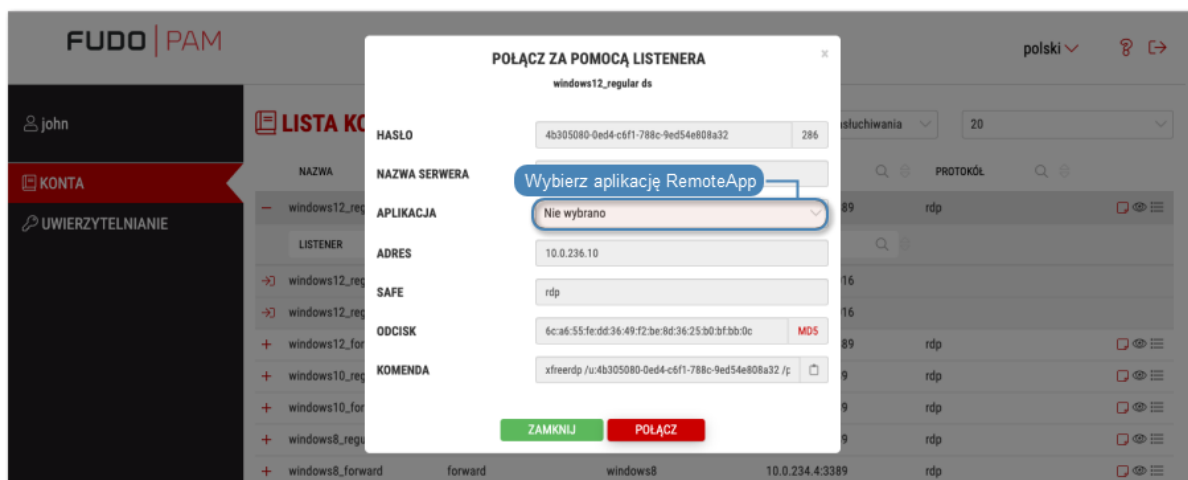 FUDO PAM
polski
POŁĄCZ ZA POMOCĄ LISTENERA
windows12_regular ds
john
LISTA KO
asłuchiwania
20
HASŁO
4b305080-0ed4-c6f1-788c-9ed54e808a32
286
KONTA
NAZWA
NAZWA SERWERA
Wybierz aplikację RemoteApp
PROTOKÓŁ
UWIERZYTELNIANIE
windows12_reg
APLIKACJA
Nie wybrano
89
rdp
LISTENER
ADRES
10.0.236.10
windows12_reg
16
SAFE
rdp
windows12_reg
16
ODCISK
6c:a6:55:fe:dd:36:49:f2:be:8d:36:25:b0:bf:bb:0c
MD5
windows12_for
89
rdp
KOMENDA
xfreerdp /u:4b305080-0ed4-c6f1-788c-9ed54e808a32 /p
windows10_reg
9
rdp
windows10_for
9
rdp
ZAMKNIJ
POŁĄCZ
windows8_regu
9
rdp
windows8_forward
forward
windows8
10.0.234.4:3389
rdp